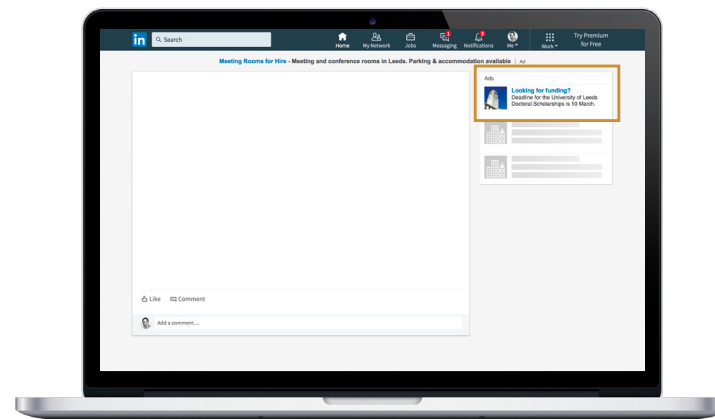 in Search Home My Network Jobs 1 Messaging 3 Notifications Me Work Try Premium
for Free
Meeting Rooms for Hire - Meeting and conference rooms in Leeds. Parking & accommodation available | Ad
Ads
Looking for funding?
Deadline for the University of Leeds
Doctoral Scholarships is 10 March.
Like Comment
Add a comment...